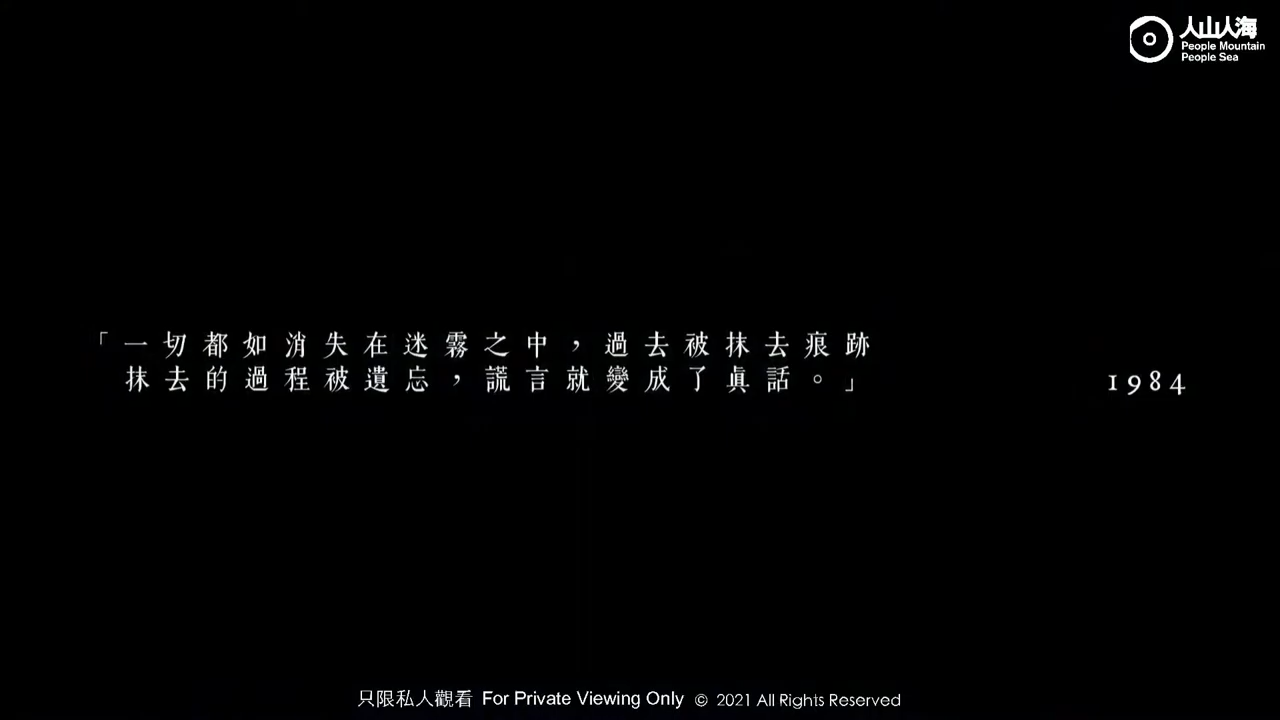 人山人海
People Mountain
People Sea
「一切都如消失在迷霧之中，過去被抹去痕跡
抹去的過程被遺忘，謊言就變成了眞話。」
1984
只限私人觀看 For Private Viewing Only © 2021 All Rights Reserved